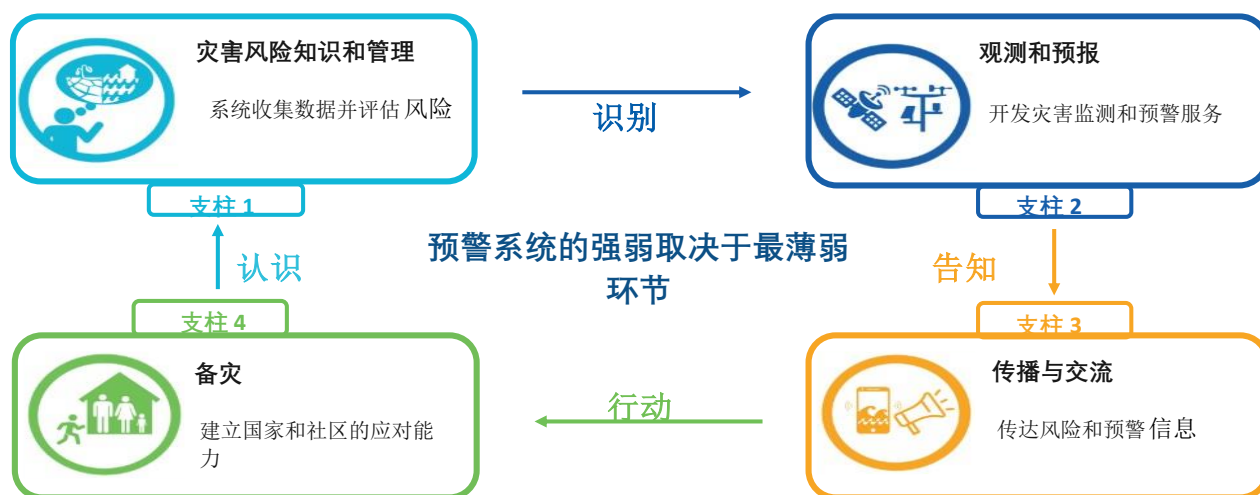 灾害风险知识和管理
系统收集数据并评估风险
支柱 1
识别
观测和预报
开发灾害监测和预警服务
支柱 2
预警系统的强弱取决于最薄弱
环节
认识
告知
支柱 4
备灾
建立国家和社区的应对能
力
行动
支柱 3
传播与交流
传达风险和预警信息